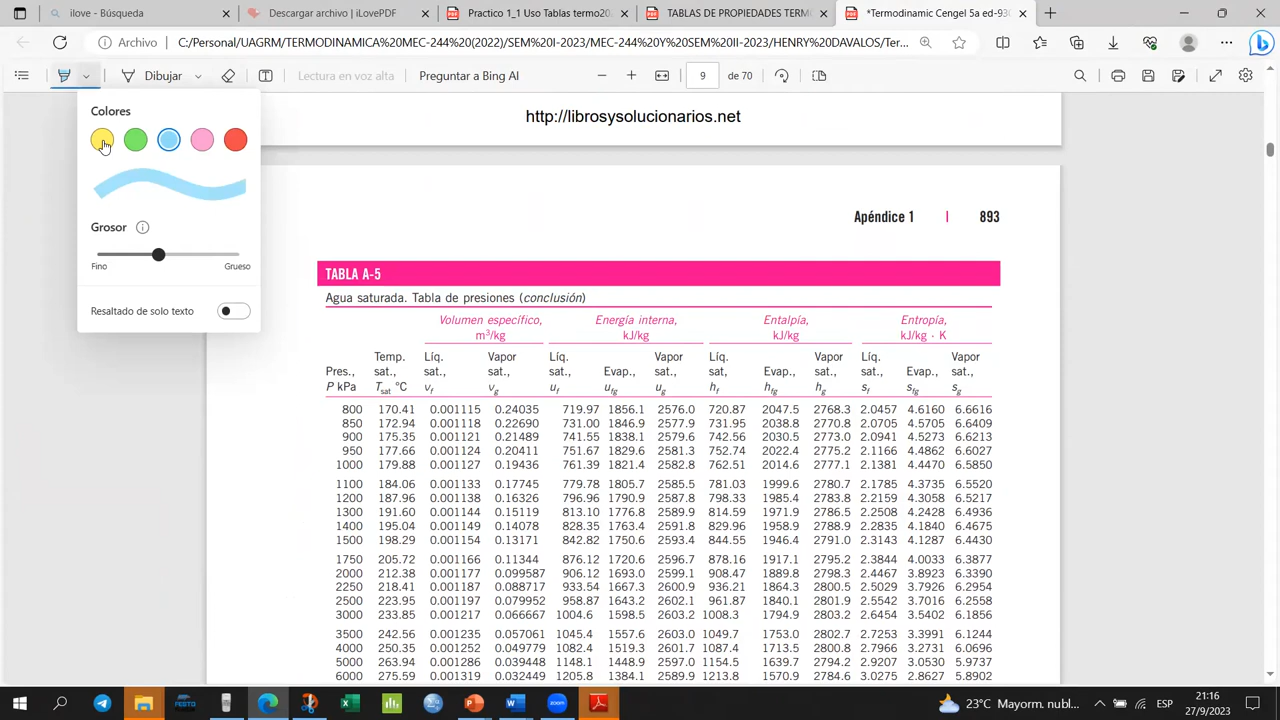 ilove - Búsqueda
Descargar archivo | iLovePDF
Practico 1_1 Uso Tablas termo20
TABLAS DE PROPIEDADES TERM
*Termodinamic Cengel 5a ed-930
Archivo
C:/Personal/UAGRM/TERMODINAMICA%20MEC-244%20(2022)/SEM%20I-2023/MEC-244%20Y%20SEM%20II-2023/HENRY%20DAVALOS/Ter...
Dibujar
Lectura en voz alta
Preguntar a Bing AI
9
de 70
Colores
Grosor
Fino
Grueso
Resaltado de solo texto
http://librosysolucionarios.net
Apéndice 1 | 893
TABLA A-5
Agua saturada. Tabla de presiones (conclusión)
Volumen específico, Energía interna, Entalpía, Entropía,
m³/kg kJ/kg kJ/kg kJ/kg · K
Temp. Líq. Vapor Líq. Vapor Líq. Vapor Líq. Vapor
Pres., sat., sat., sat., sat., Evap., sat., sat, Evap., sat., sat., Evap., sat.,
P kPa Tsat °C vf vg uf ufg ug hf hfg hg sf sfg sg
800 170.41 0.001115 0.24035 719.97 1856.1 2576.0 720.87 2047.5 2768.3 2.0457 4.6160 6.6616
850 172.94 0.001118 0.22690 731.00 1846.9 2577.9 731.95 2038.8 2770.8 2.0705 4.5705 6.6409
900 175.35 0.001121 0.21489 741.55 1838.1 2579.6 742.56 2030.5 2773.0 2.0941 4.5273 6.6213
950 177.66 0.001124 0.20411 751.67 1829.6 2581.3 752.74 2022.4 2775.2 2.1166 4.4862 6.6027
1000 179.88 0.001127 0.19436 761.39 1821.4 2582.8 762.51 2014.6 2777.1 2.1381 4.4470 6.5850
1100 184.06 0.001133 0.17745 779.78 1805.7 2585.5 781.03 1999.6 2780.7 2.1785 4.3735 6.5520
1200 187.96 0.001138 0.16326 796.96 1790.9 2587.8 798.33 1985.4 2783.8 2.2159 4.3058 6.5217
1300 191.60 0.001144 0.15119 813.10 1776.8 2589.9 814.59 1971.9 2786.5 2.2508 4.2428 6.4936
1400 195.04 0.001149 0.14078 828.35 1763.4 2591.8 829.96 1958.9 2788.9 2.2835 4.1840 6.4675
1500 198.29 0.001154 0.13171 842.82 1750.6 2593.4 844.55 1946.4 2791.0 2.3143 4.1287 6.4430
1750 205.72 0.001166 0.11344 876.12 1720.6 2596.7 878.16 1917.1 2795.2 2.3844 4.0033 6.3877
2000 212.38 0.001177 0.099587 906.12 1693.0 2599.1 908.47 1889.8 2798.3 2.4467 3.8923 6.3390
2250 218.41 0.001187 0.088717 933.54 1667.3 2600.9 936.21 1864.3 2800.5 2.5029 3.7926 6.2954
2500 223.95 0.001197 0.079952 958.87 1643.2 2602.1 961.87 1840.1 2801.9 2.5542 3.7016 6.2558
3000 233.85 0.001217 0.066667 1004.6 1598.5 2603.2 1008.3 1794.9 2803.2 2.6454 3.5402 6.1856
3500 242.56 0.001235 0.057061 1045.4 1557.6 2603.0 1049.7 1753.0 2802.7 2.7253 3.3991 6.1244
4000 250.35 0.001252 0.049779 1082.4 1519.3 2601.7 1087.4 1713.5 2800.8 2.7966 3.2731 6.0696
5000 263.94 0.001286 0.039448 1148.1 1448.9 2597.0 1154.5 1639.7 2794.2 2.9207 3.0530 5.9737
6000 275.59 0.001319 0.032449 1205.8 1384.1 2589.9 1213.8 1570.9 2784.6 3.0275 2.8627 5.8902
FESTO
zoom
23°C Mayorm. nubl...
ESP
21:16
27/9/2023